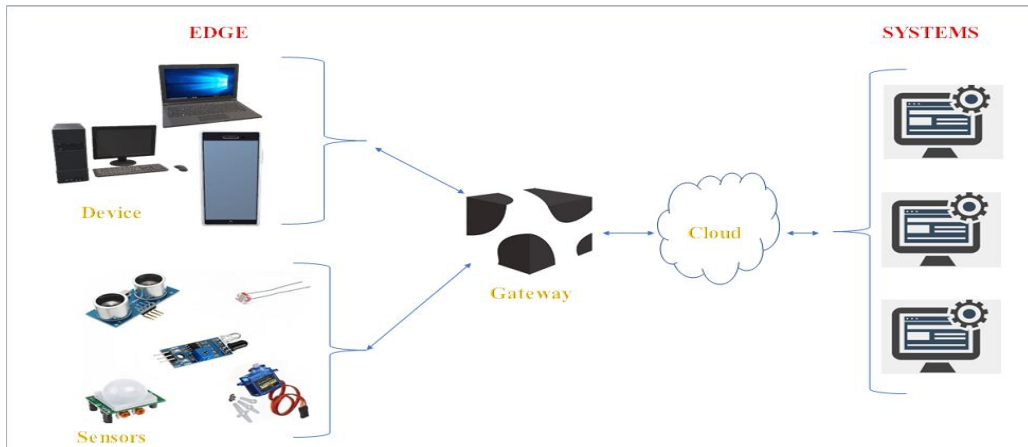 EDGE
SYSTEMS
Device
Cloud
Gateway
Sensors